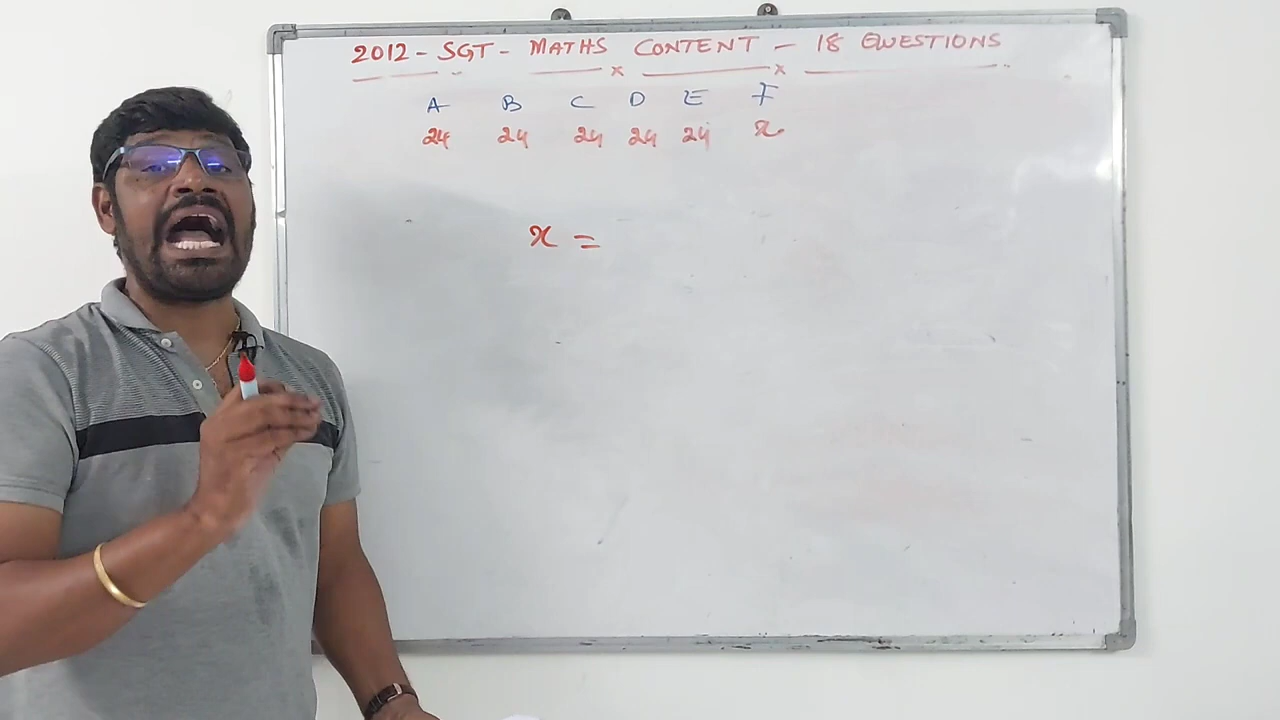 2012 - SGT - MATHS CONTENT - 18 QUESTIONS
A B C D E F
24 24 24 24 24 x
x =